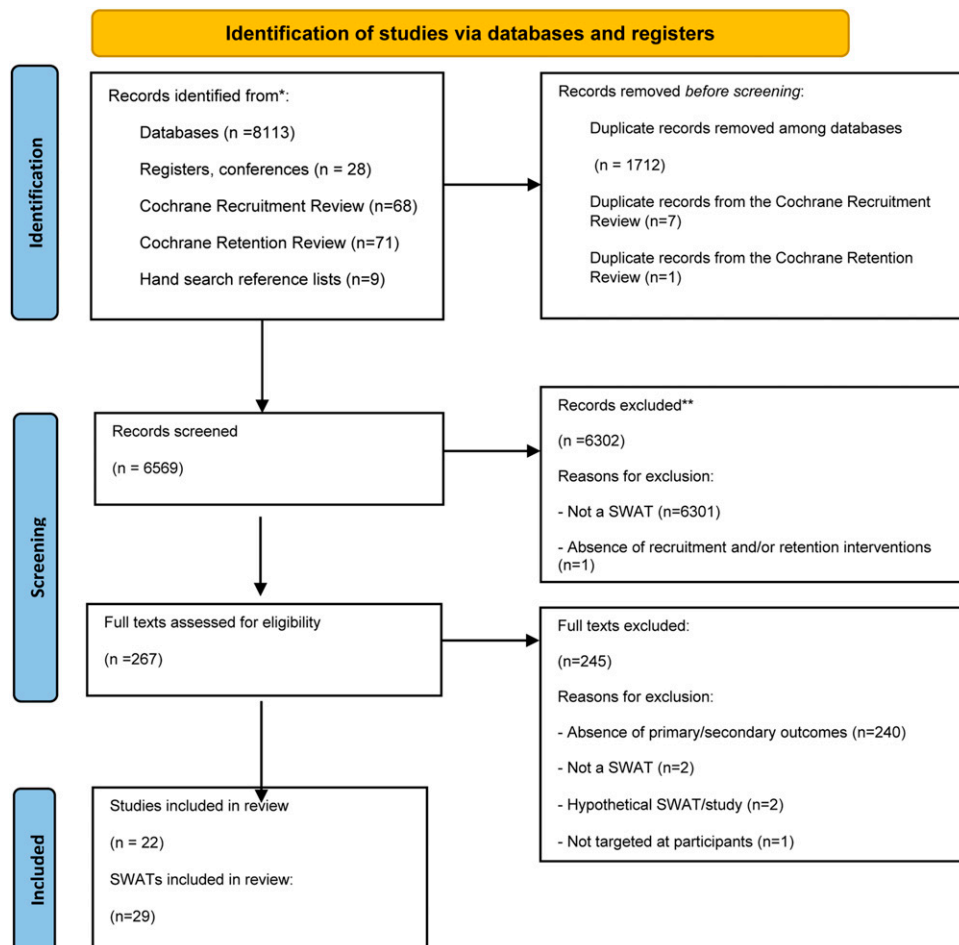 Identification of studies via databases and registers
Identification
Records identified from*:
Databases (n =8113)
Registers, conferences (n = 28)
Cochrane Recruitment Review (n=68)
Cochrane Retention Review (n=71)
Hand search reference lists (n=9)
Records removed before screening:
Duplicate records removed among databases
(n = 1712)
Duplicate records from the Cochrane Recruitment
Review (n=7)
Duplicate records from the Cochrane Retention
Review (n=1)
Screening
Records screened
(n = 6569)
Records excluded**
(n =6302)
Reasons for exclusion:
- Not a SWAT (n=6301)
- Absence of recruitment and/or retention interventions
(n=1)
Full texts assessed for eligibility
(n =267)
Full texts excluded:
(n=245)
Reasons for exclusion:
- Absence of primary/secondary outcomes (n=240)
- Not a SWAT (n=2)
- Hypothetical SWAT/study (n=2)
- Not targeted at participants (n=1)
Included
Studies included in review
(n = 22)
SWATs included in review:
(n=29)